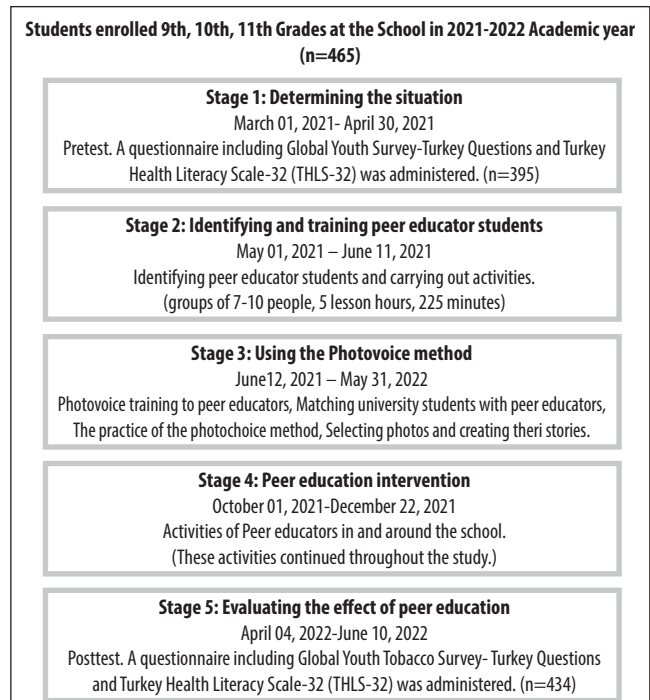 Students enrolled 9th, 10th, 11th Grades at the School in 2021-2022 Academic year
(n=465)
Stage 1: Determining the situation
March 01, 2021- April 30, 2021
Pretest. A questionnaire including Global Youth Survey-Turkey Questions and Turkey
Health Literacy Scale-32 (THLS-32) was administered. (n=395)
Stage 2: Identifying and training peer educator students
May 01, 2021 – June 11, 2021
Identifying peer educator students and carrying out activities.
(groups of 7-10 people, 5 lesson hours, 225 minutes)
Stage 3: Using the Photovoice method
June12, 2021 – May 31, 2022
Photovoice training to peer educators, Matching university students with peer educators,
The practice of the photochoice method, Selecting photos and creating theri stories.
Stage 4: Peer education intervention
October 01, 2021-December 22, 2021
Activities of Peer educators in and around the school.
(These activities continued throughout the study.)
Stage 5: Evaluating the effect of peer education
April 04, 2022-June 10, 2022
Posttest. A questionnaire including Global Youth Tobacco Survey- Turkey Questions
and Turkey Health Literacy Scale-32 (THLS-32) was administered. (n=434)